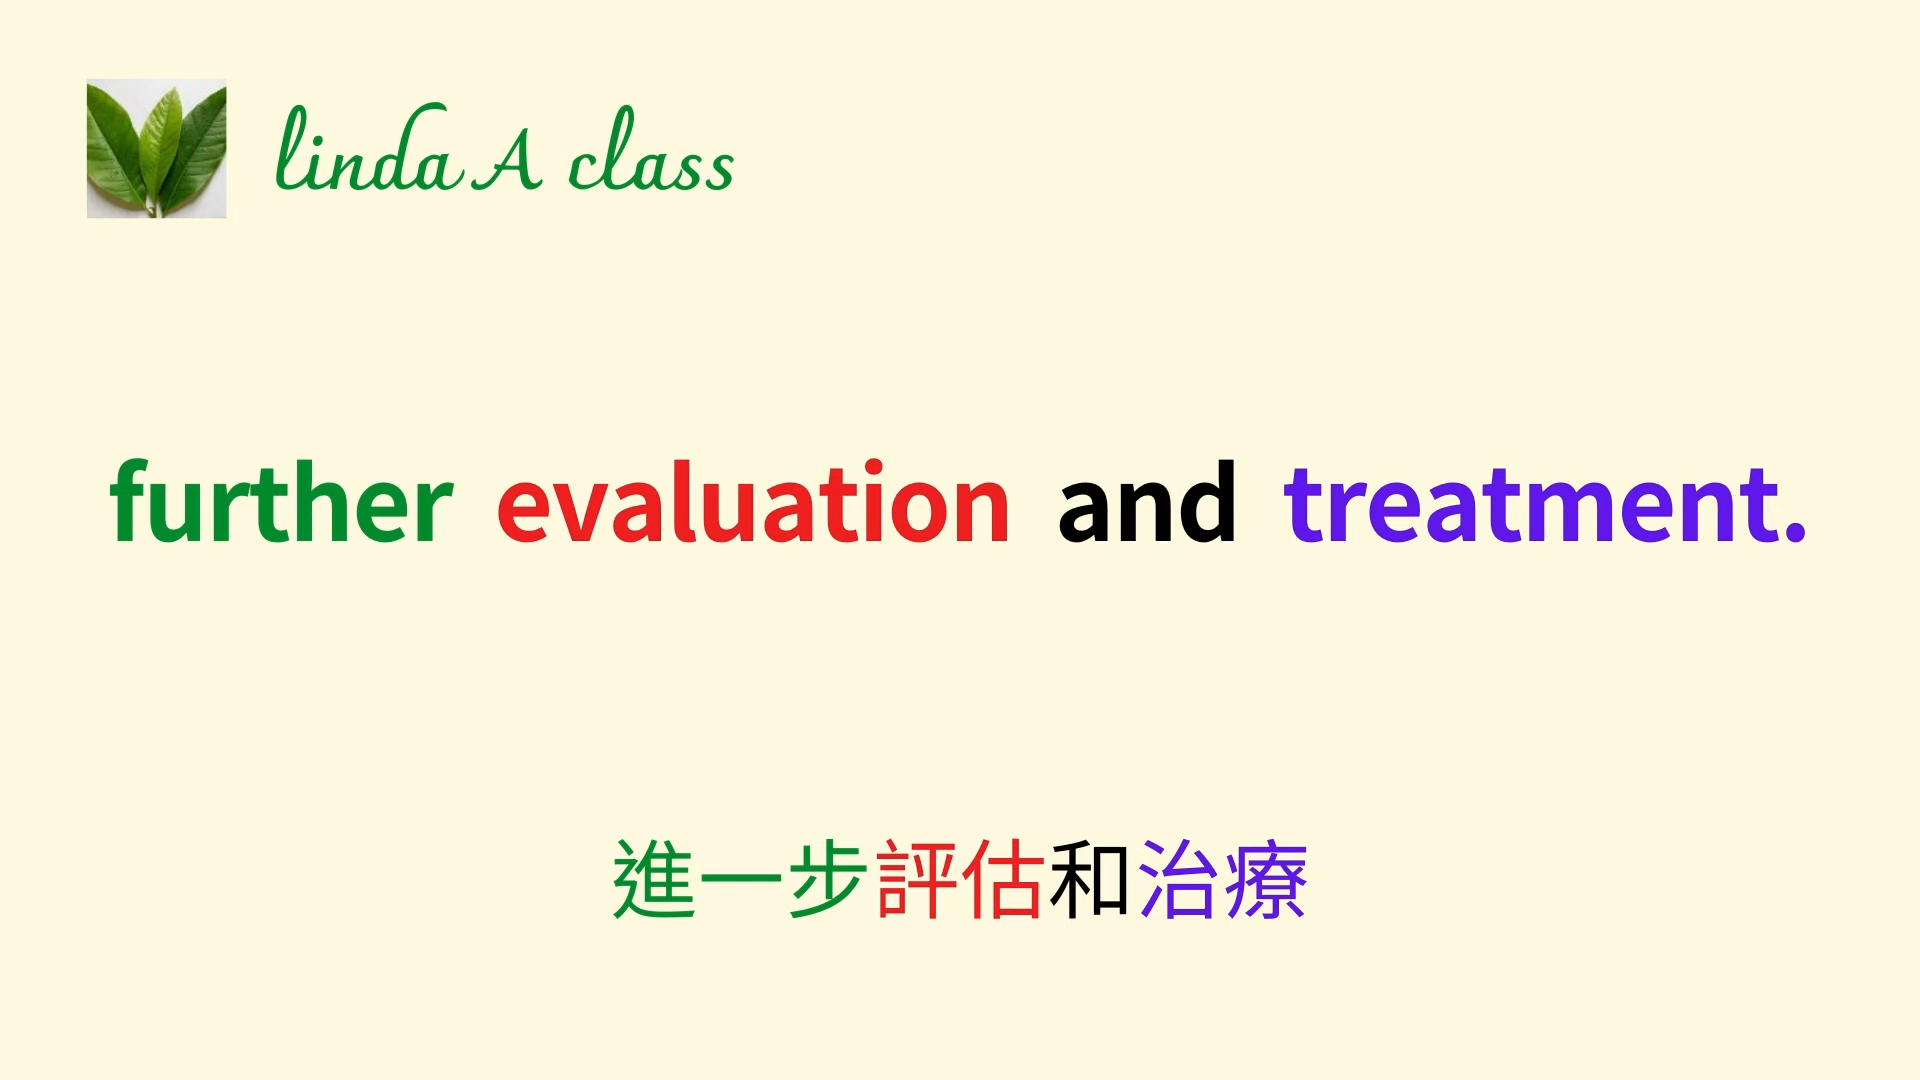 linda A class
further evaluation and treatment.
進一步評估和治療